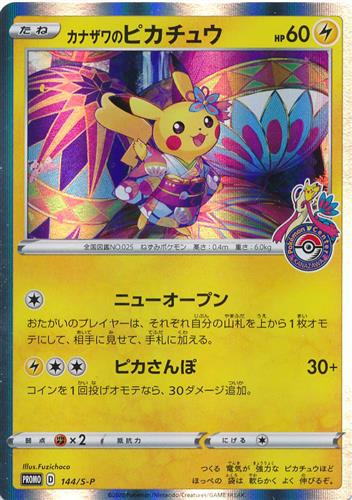 たね
カナザワのピカチュウ
HP60
全国図鑑NO.025 ねずみポケモン 高さ:0.4m 重さ:6.0kg
Pokémon Center
KANAZAWA
ニューオープン
おたがいのプレイヤーは、それぞれ自分の山札を上から1枚オモ
テにして、相手に見せて、手札に加える。
ピカさんぽ 30+
コインを1回投げオモテなら、30ダメージ追加。
Illus.Fuzichoco
弱点 ×2 抵抗力 にげる
PROMO D 144/S-P
つくる 電気が 強力な ピカチュウほど
ほほの 袋は 軟らかく よく 伸びるぞ。
©2020 Pokémon/Nintendo/Creatures/GAME FREAK.